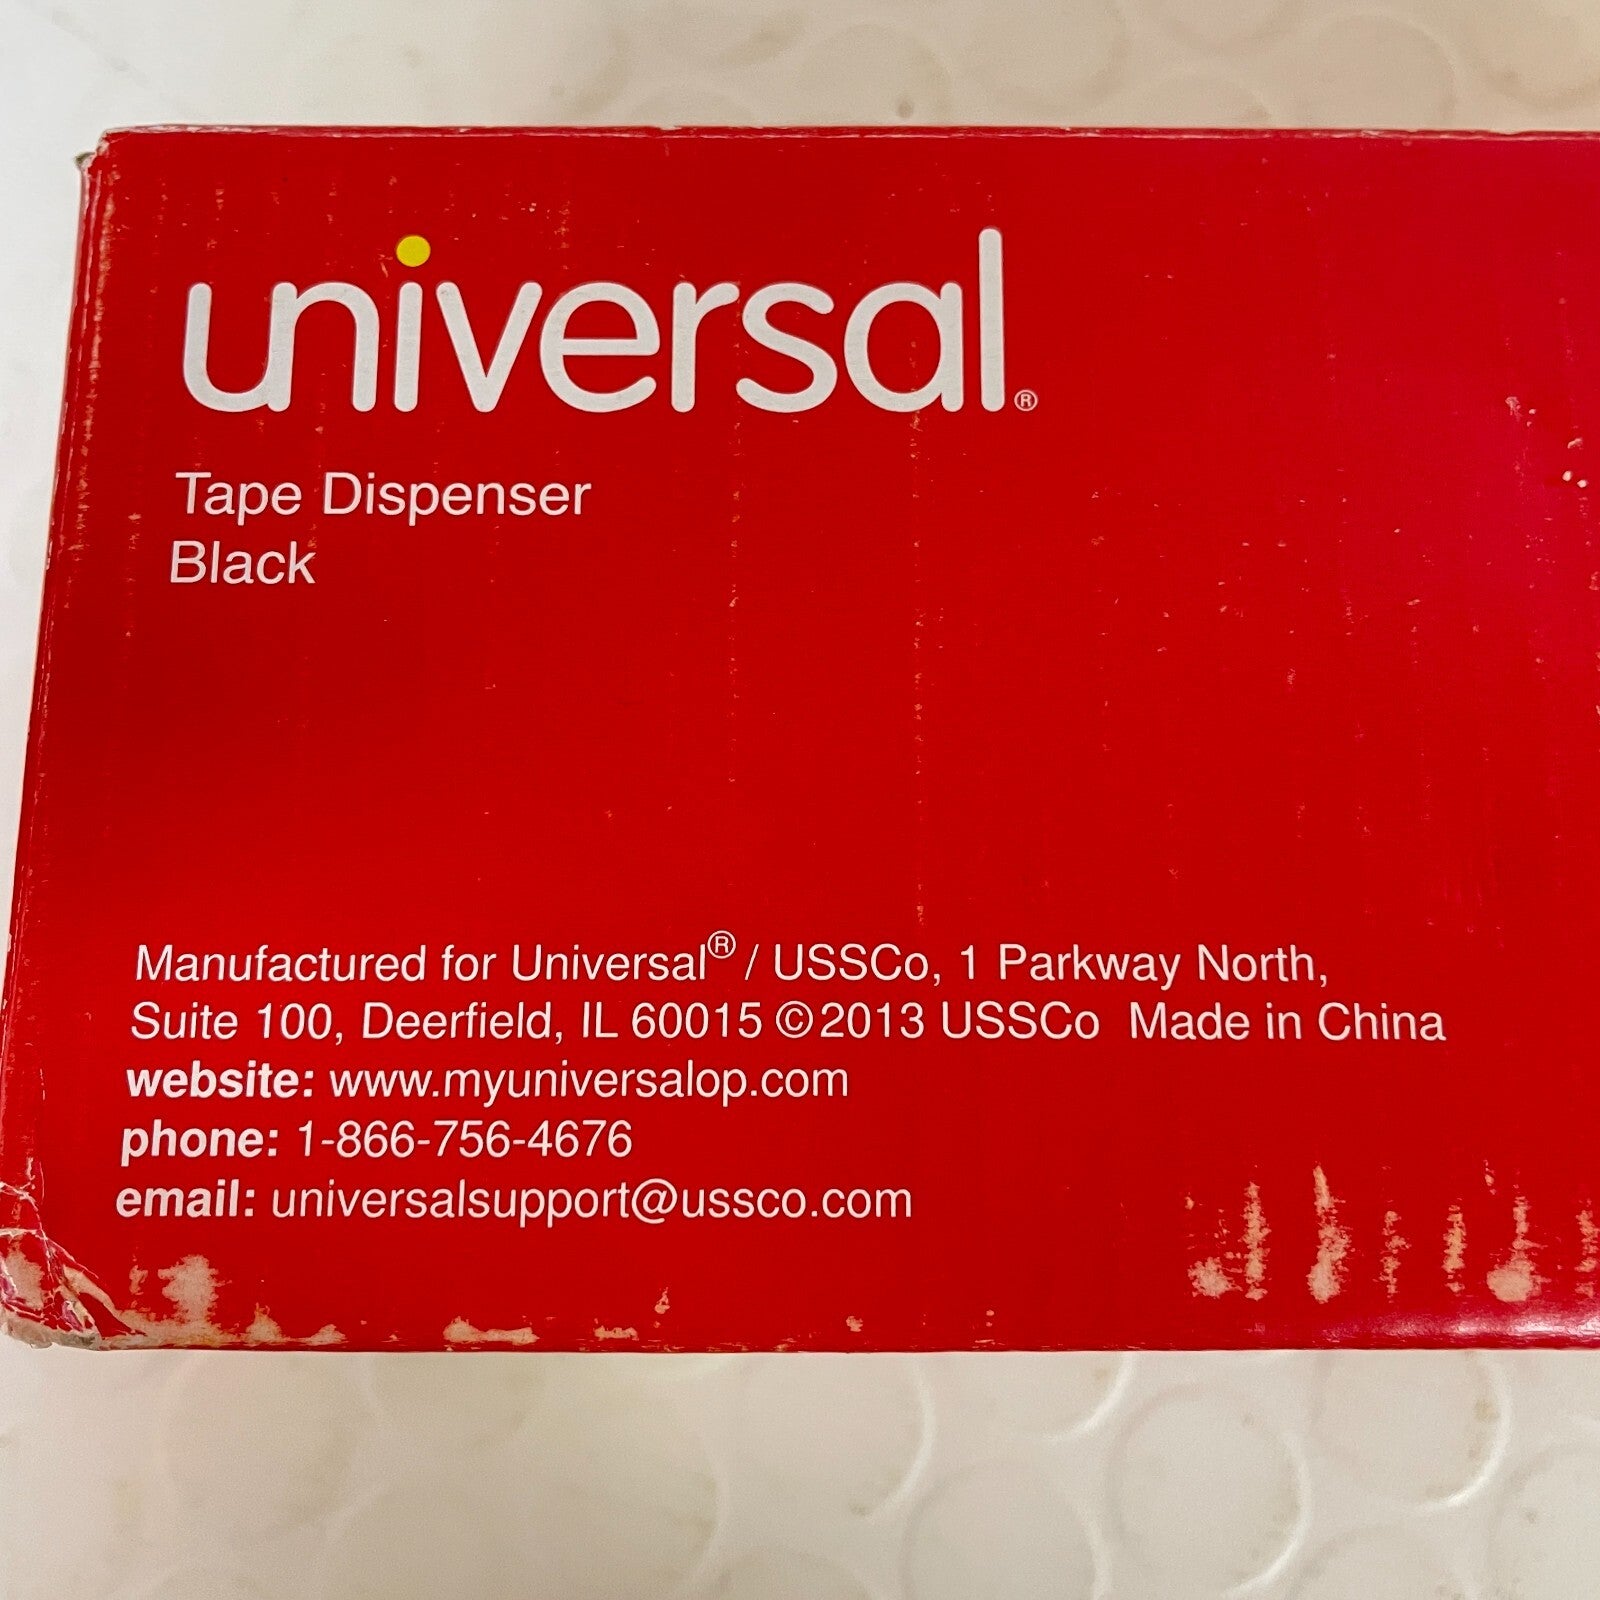 universal®
Tape Dispenser
Black
Manufactured for Universal® / USSCo, 1 Parkway North,
Suite 100, Deerfield, IL 60015 ©2013 USSCo Made in China
website: www.myuniversalop.com
phone: 1-866-756-4676
email: universalsupport@ussco.com